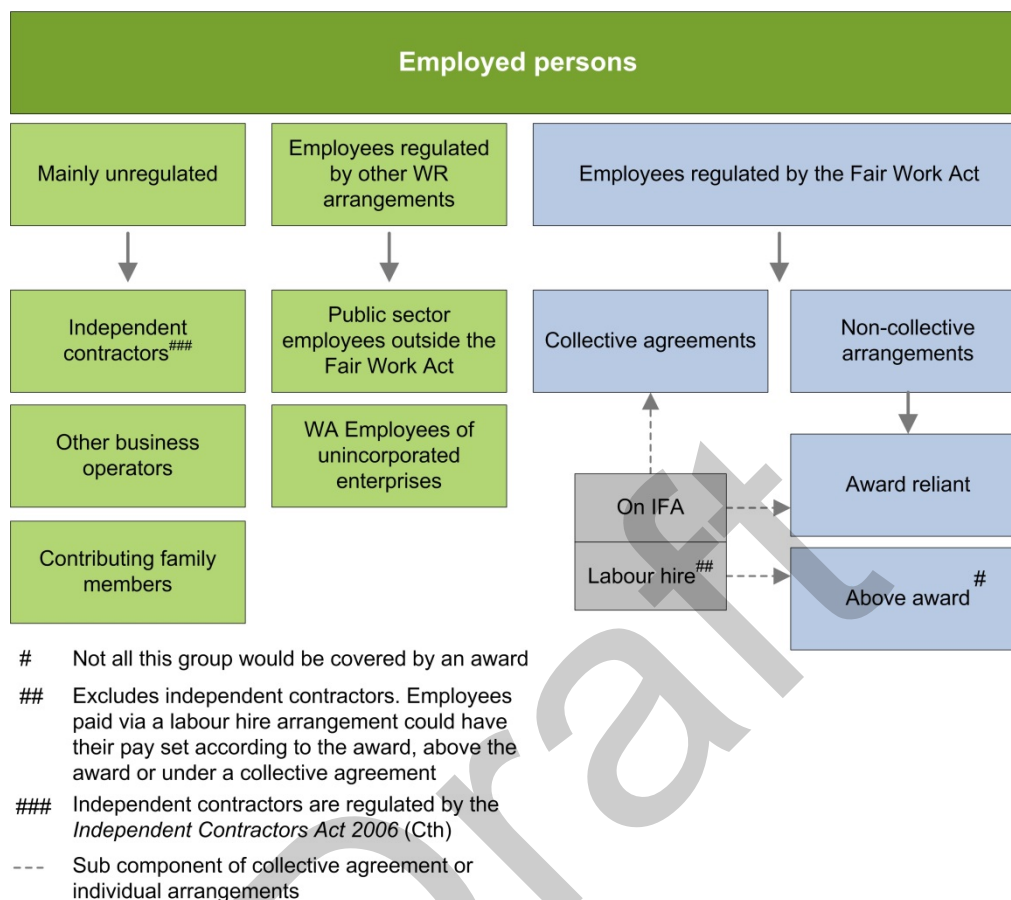 Employed persons
Mainly unregulated
Employees regulated
by other WR
arrangements
Employees regulated by the Fair Work Act
Independent
contractors###
Public sector
employees outside the
Fair Work Act
Collective agreements
Non-collective
arrangements
Other business
operators
WA Employees of
unincorporated
enterprises
On IFA
Award reliant
Contributing family
members
Labour hire##
Above award#
# Not all this group would be covered by an award
## Excludes independent contractors. Employees
paid via a labour hire arrangement could have
their pay set according to the award, above the
award or under a collective agreement
### Independent contractors are regulated by the
Independent Contractors Act 2006 (Cth)
--- Sub component of collective agreement or
individual arrangements
Draft